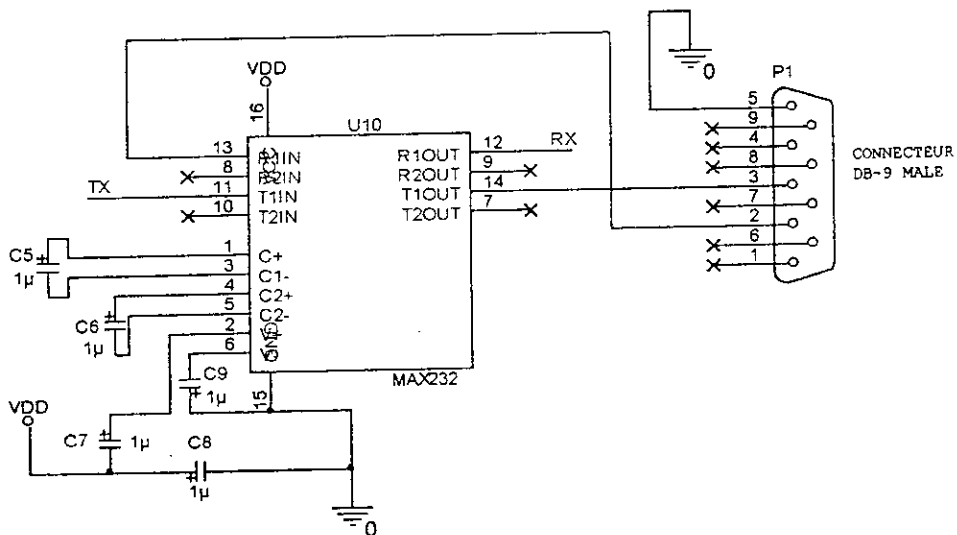 0
P1
VDD
16
U10
5
9
4
8
3
7
2
6
1
CONNECTEUR
DB-9 MALE
13
R1IN
R1OUT
12
RX
8
R2IN
R2OUT
9
TX
11
T1IN
T1OUT
14
10
T2IN
T2OUT
7
C5
+
1µ
1
C+
3
C1-
4
C2+
5
C2-
C6
+
1µ
2
V+
6
V-
GND
MAX232
15
C9
+
1µ
VDD
C7
+
1µ
C8
+
1µ
0